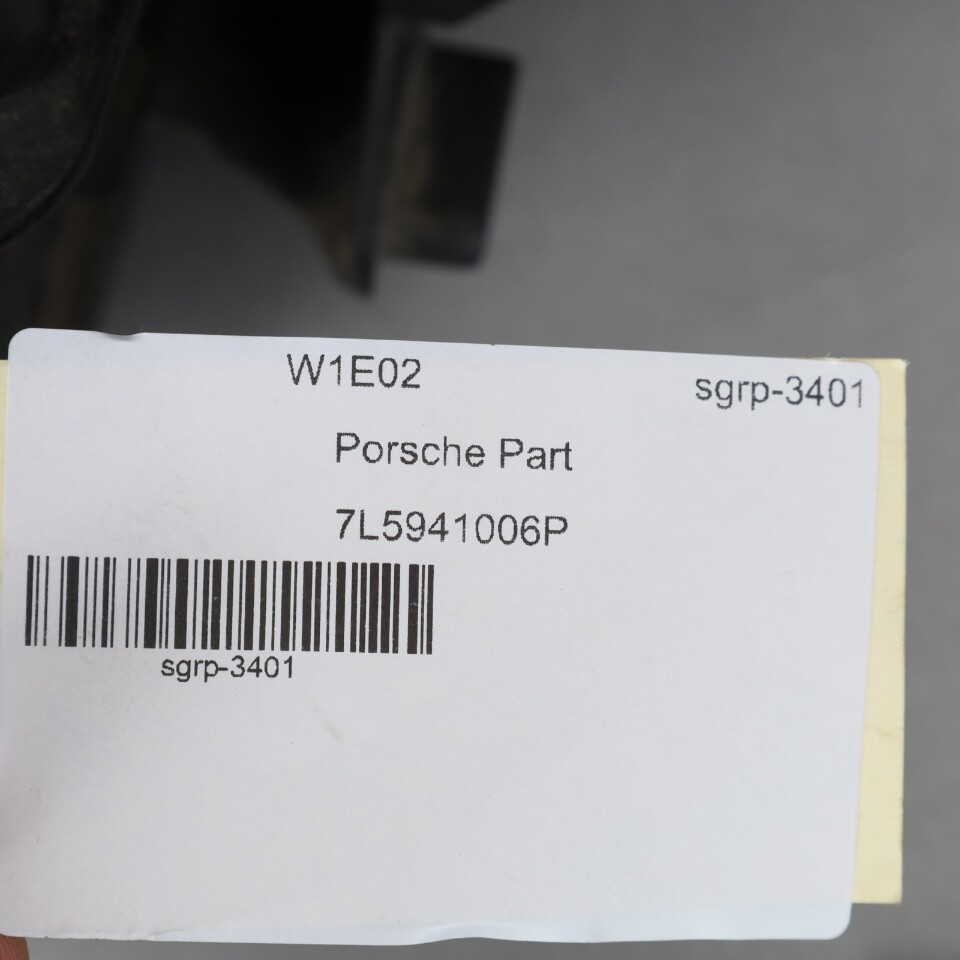 W1E02
sgrp-3401
Porsche Part
7L5941006P
sgrp-3401